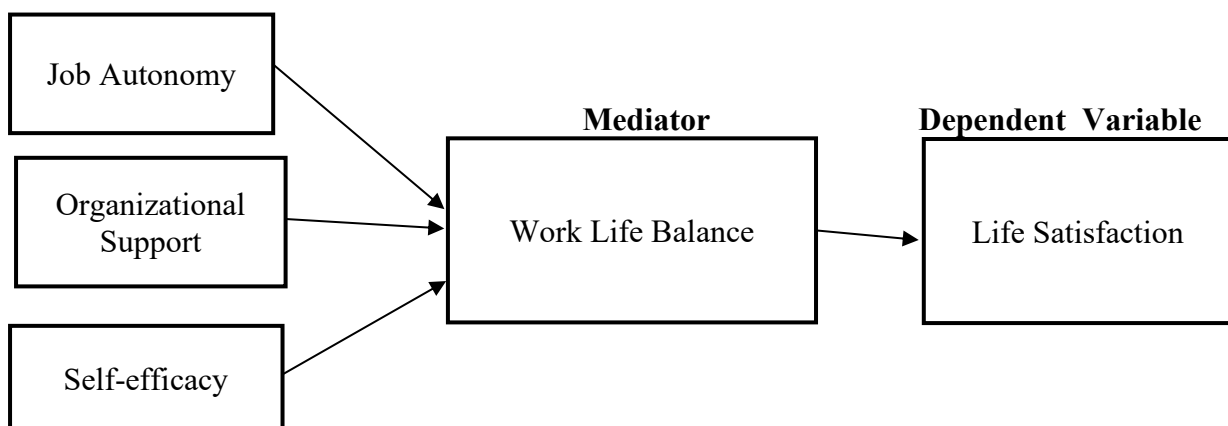 Job Autonomy
Organizational
Support
Self-efficacy
Mediator
Work Life Balance
Dependent Variable
Life Satisfaction